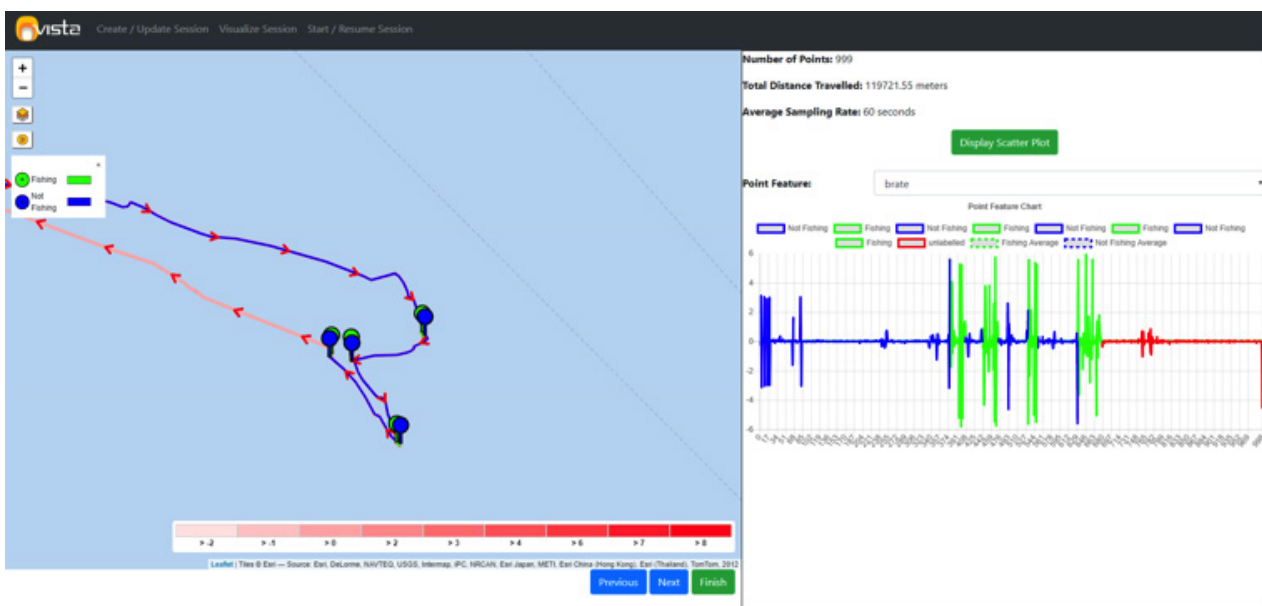 vista Create / Update Session Visualize Session Start / Resume Session
+
−
×
Fishing
Not
Fishing
> -2 > -1 > 0 > 2 > 3 > 4 > 6 > 7 > 8
Leaflet | Tiles © Esri — Source: Esri, DeLorme, NAVTEQ, USGS, Intermap, iPC, NRCAN, Esri Japan, METI, Esri China (Hong Kong), Esri (Thailand), TomTom, 2012
Previous Next Finish
Number of Points: 999
Total Distance Travelled: 119721.55 meters
Average Sampling Rate: 60 seconds
Display Scatter Plot
Point Feature: brate
Point Feature Chart
Not Fishing Fishing Not Fishing Fishing Not Fishing Fishing Not Fishing
Fishing unlabelled Fishing Average Not Fishing Average
6
4
2
0
-2
-4
-6